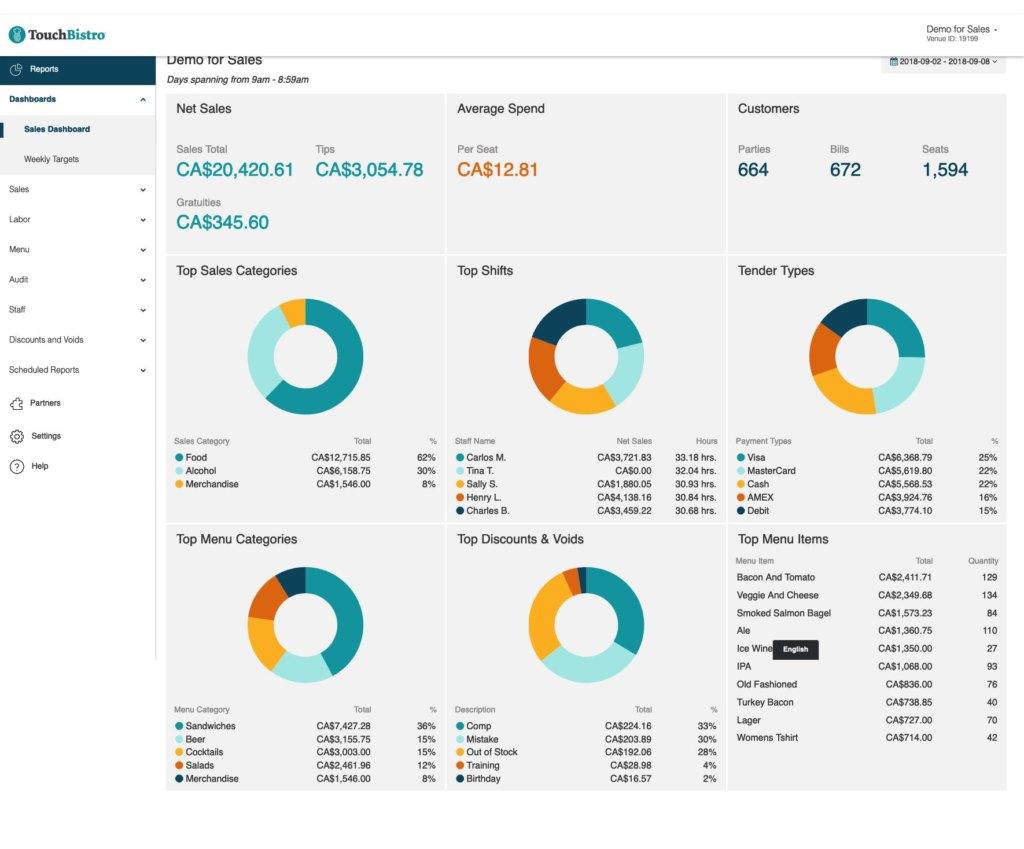 TouchBistro
Demo for Sales
Venue ID: 19199
Reports
Dashboards
Sales Dashboard
Weekly Targets
Sales
Labor
Menu
Audit
Staff
Discounts and Voids
Scheduled Reports
Partners
Settings
Help
Demo for Sales
2018-09-02 - 2018-09-08
Days spanning from 9am - 8:59am
Net Sales
Sales Total Tips
CA$20,420.61 CA$3,054.78
Gratuities
CA$345.60
Average Spend
Per Seat
CA$12.81
Customers
Parties Bills Seats
664 672 1,594
Top Sales Categories
Sales Category Total %
Food CA$12,715.85 62%
Alcohol CA$6,158.75 30%
Merchandise CA$1,546.00 8%
Top Shifts
Staff Name Net Sales Hours
Carlos M. CA$3,721.83 33.18 hrs.
Tina T. CA$0.00 32.04 hrs.
Sally S. CA$1,880.05 30.93 hrs.
Henry L. CA$4,138.16 30.84 hrs.
Charles B. CA$3,459.22 30.68 hrs.
Tender Types
Payment Types Total %
Visa CA$6,368.79 25%
MasterCard CA$5,619.80 22%
Cash CA$5,568.53 22%
AMEX CA$3,924.76 16%
Debit CA$3,774.10 15%
Top Menu Categories
Menu Category Total %
Sandwiches CA$7,427.28 36%
Beer CA$3,155.75 15%
Cocktails CA$3,003.00 15%
Salads CA$2,461.96 12%
Merchandise CA$1,546.00 8%
Top Discounts & Voids
Description Total %
Comp CA$224.16 33%
Mistake CA$203.89 30%
Out of Stock CA$192.06 28%
Training CA$28.98 4%
Birthday CA$16.57 2%
Top Menu Items
Menu Item Total Quantity
Bacon And Tomato CA$2,411.71 129
Veggie And Cheese CA$2,349.68 134
Smoked Salmon Bagel CA$1,573.23 84
Ale CA$1,360.75 110
Ice Wine English CA$1,350.00 27
IPA CA$1,068.00 93
Old Fashioned CA$836.00 76
Turkey Bacon CA$738.85 40
Lager CA$727.00 70
Womens Tshirt CA$714.00 42